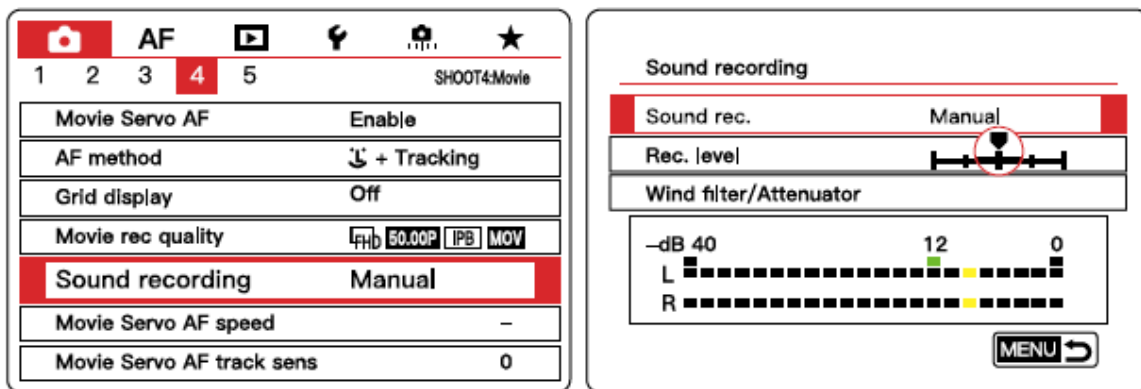 AF
1 2 3 4 5 SHOOT4:Movie
Movie Servo AF Enable
AF method + Tracking
Grid display Off
Movie rec quality FHD 50.00P IPB MOV
Sound recording Manual
Movie Servo AF speed –
Movie Servo AF track sens 0
Sound recording
Sound rec. Manual
Rec. level
Wind filter/Attenuator
–dB 40 12 0
L
R
MENU